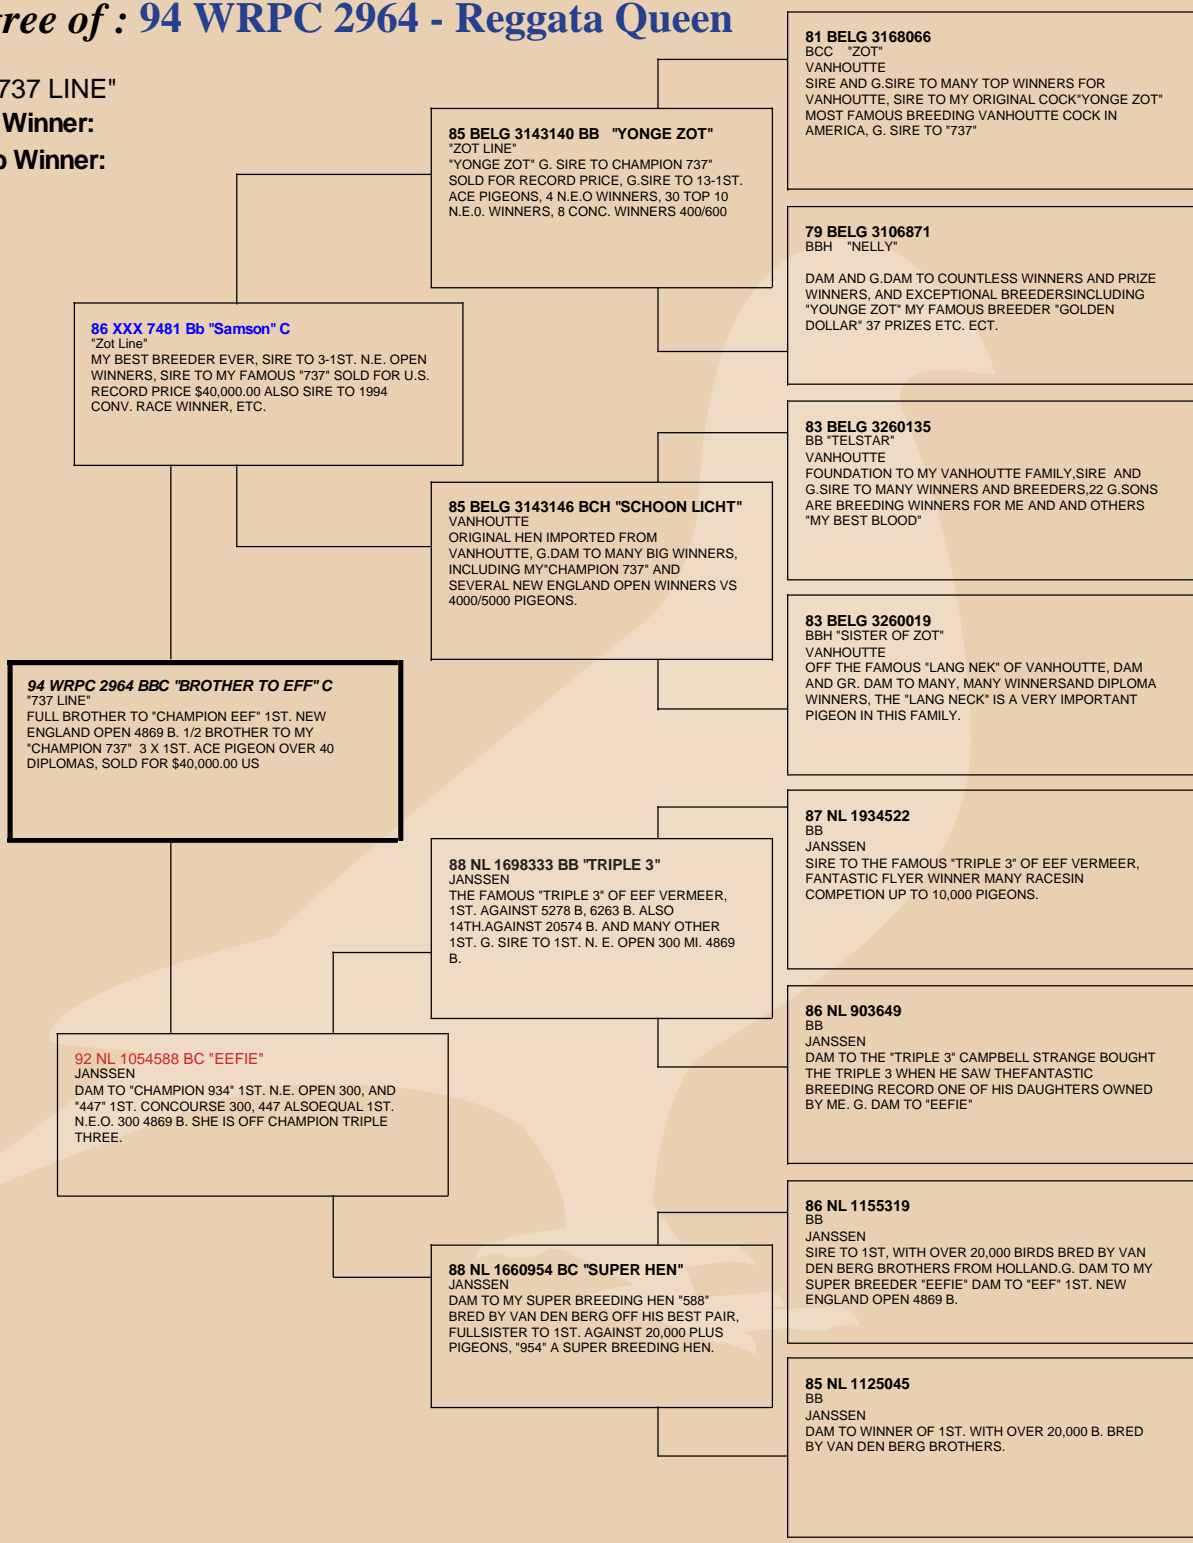 ree of : 94 WRPC 2964 - Reggata Queen
737 LINE"
Winner:
Winner:
81 BELG 3168066
BCC "ZOT"
VANHOUTTE
SIRE AND G.SIRE TO MANY TOP WINNERS FOR
VANHOUTTE, SIRE TO MY ORIGINAL COCK"YONGE ZOT"
MOST FAMOUS BREEDING VANHOUTTE COCK IN
AMERICA, G. SIRE TO "737"
85 BELG 3143140 BB "YONGE ZOT"
"ZOT LINE"
"YONGE ZOT" G. SIRE TO CHAMPION 737"
SOLD FOR RECORD PRICE, G.SIRE TO 13-1ST.
ACE PIGEONS, 4 N.E.O WINNERS, 30 TOP 10
N.E.0. WINNERS, 8 CONC. WINNERS 400/600
79 BELG 3106871
BBH "NELLY"
DAM AND G.DAM TO COUNTLESS WINNERS AND PRIZE
WINNERS, AND EXCEPTIONAL BREEDERSINCLUDING
"YOUNGE ZOT" MY FAMOUS BREEDER "GOLDEN
DOLLAR" 37 PRIZES ETC. ECT.
86 XXX 7481 Bb "Samson" C
"Zot Line"
MY BEST BREEDER EVER, SIRE TO 3-1ST. N.E. OPEN
WINNERS, SIRE TO MY FAMOUS "737" SOLD FOR U.S.
RECORD PRICE $40,000.00 ALSO SIRE TO 1994
CONV. RACE WINNER, ETC.
83 BELG 3260135
BB "TELSTAR"
VANHOUTTE
FOUNDATION TO MY VANHOUTTE FAMILY,SIRE AND
G.SIRE TO MANY WINNERS AND BREEDERS,22 G.SONS
ARE BREEDING WINNERS FOR ME AND AND OTHERS
"MY BEST BLOOD"
85 BELG 3143146 BCH "SCHOON LICHT"
VANHOUTTE
ORIGINAL HEN IMPORTED FROM
VANHOUTTE, G.DAM TO MANY BIG WINNERS,
INCLUDING MY"CHAMPION 737" AND
SEVERAL NEW ENGLAND OPEN WINNERS VS
4000/5000 PIGEONS.
83 BELG 3260019
BBH "SISTER OF ZOT"
VANHOUTTE
OFF THE FAMOUS "LANG NEK" OF VANHOUTTE, DAM
AND GR. DAM TO MANY, MANY WINNERSAND DIPLOMA
WINNERS, THE "LANG NECK" IS A VERY IMPORTANT
PIGEON IN THIS FAMILY.
94 WRPC 2964 BBC "BROTHER TO EFF" C
"737 LINE"
FULL BROTHER TO "CHAMPION EEF" 1ST. NEW
ENGLAND OPEN 4869 B. 1/2 BROTHER TO MY
"CHAMPION 737" 3 X 1ST. ACE PIGEON OVER 40
DIPLOMAS, SOLD FOR $40,000.00 US
87 NL 1934522
BB
JANSSEN
SIRE TO THE FAMOUS "TRIPLE 3" OF EEF VERMEER,
FANTASTIC FLYER WINNER MANY RACESIN
COMPETION UP TO 10,000 PIGEONS.
88 NL 1698333 BB "TRIPLE 3"
JANSSEN
THE FAMOUS "TRIPLE 3" OF EEF VERMEER,
1ST. AGAINST 5278 B, 6263 B. ALSO
14TH.AGAINST 20574 B. AND MANY OTHER
1ST. G. SIRE TO 1ST. N. E. OPEN 300 MI. 4869
B.
86 NL 903649
BB
JANSSEN
DAM TO THE "TRIPLE 3" CAMPBELL STRANGE BOUGHT
THE TRIPLE 3 WHEN HE SAW THEFANTASTIC
BREEDING RECORD ONE OF HIS DAUGHTERS OWNED
BY ME. G. DAM TO "EEFIE"
92 NL 1054588 BC "EEFIE"
JANSSEN
DAM TO "CHAMPION 934" 1ST. N.E. OPEN 300, AND
"447" 1ST. CONCOURSE 300, 447 ALSOEQUAL 1ST.
N.E.O. 300 4869 B. SHE IS OFF CHAMPION TRIPLE
THREE.
86 NL 1155319
BB
JANSSEN
SIRE TO 1ST, WITH OVER 20,000 BIRDS BRED BY VAN
DEN BERG BROTHERS FROM HOLLAND.G. DAM TO MY
SUPER BREEDER "EEFIE" DAM TO "EEF" 1ST. NEW
ENGLAND OPEN 4869 B.
88 NL 1660954 BC "SUPER HEN"
JANSSEN
DAM TO MY SUPER BREEDING HEN "588"
BRED BY VAN DEN BERG OFF HIS BEST PAIR,
FULLSISTER TO 1ST. AGAINST 20,000 PLUS
PIGEONS, "954" A SUPER BREEDING HEN.
85 NL 1125045
BB
JANSSEN
DAM TO WINNER OF 1ST. WITH OVER 20,000 B. BRED
BY VAN DEN BERG BROTHERS.